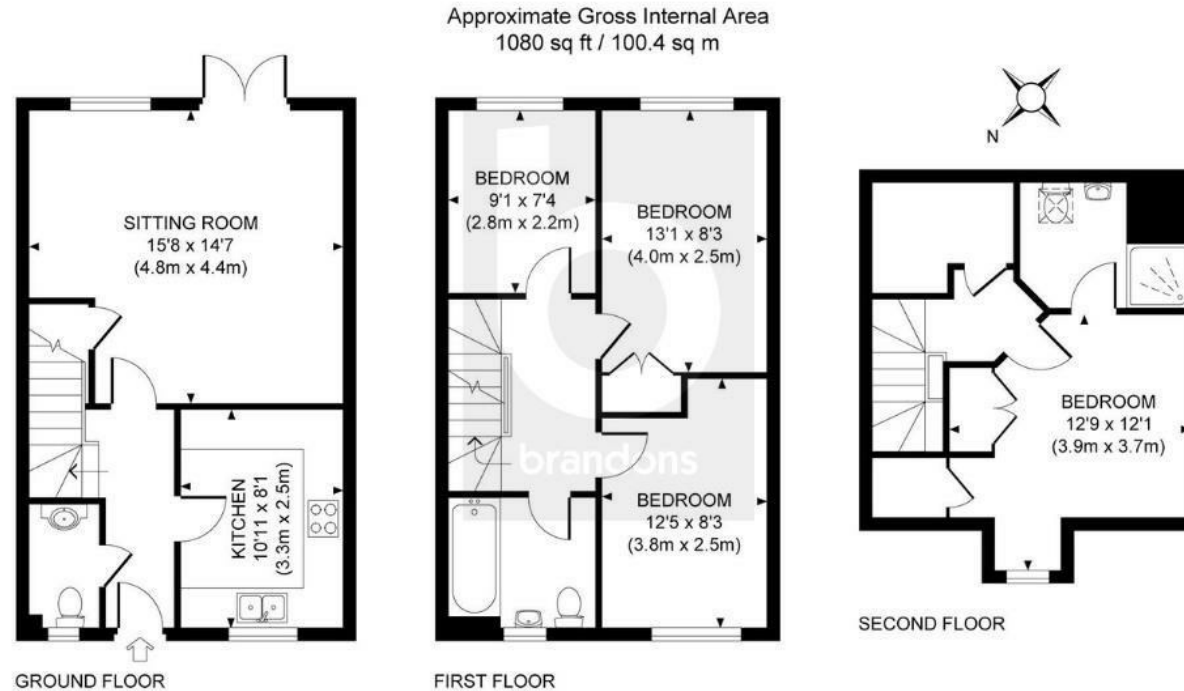 Approximate Gross Internal Area
1080 sq ft / 100.4 sq m
N
SITTING ROOM
15'8 x 14'7
(4.8m x 4.4m)
KITCHEN
10'11 x 8'1
(3.3m x 2.5m)
GROUND FLOOR
BEDROOM
9'1 x 7'4
(2.8m x 2.2m)
BEDROOM
13'1 x 8'3
(4.0m x 2.5m)
brandons
BEDROOM
12'5 x 8'3
(3.8m x 2.5m)
FIRST FLOOR
BEDROOM
12'9 x 12'1
(3.9m x 3.7m)
SECOND FLOOR